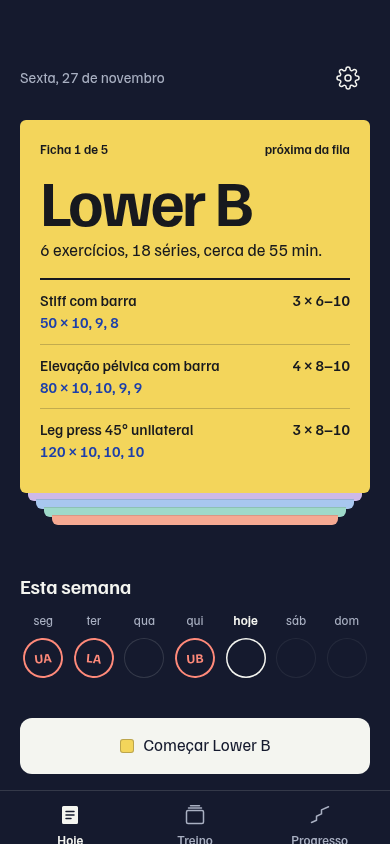 Sexta, 27 de novembro
Ficha 1 de 5
próxima da fila
Lower B
6 exercícios, 18 séries, cerca de 55 min.
Stiff com barra
3 × 6–10
50 × 10, 9, 8
Elevação pélvica com barra
4 × 8–10
80 × 10, 10, 9, 9
Leg press 45° unilateral
3 × 8–10
120 × 10, 10, 10
Esta semana
seg ter qua qui hoje sáb dom
UA LA UB
Começar Lower B
Hoje Treino Progresso